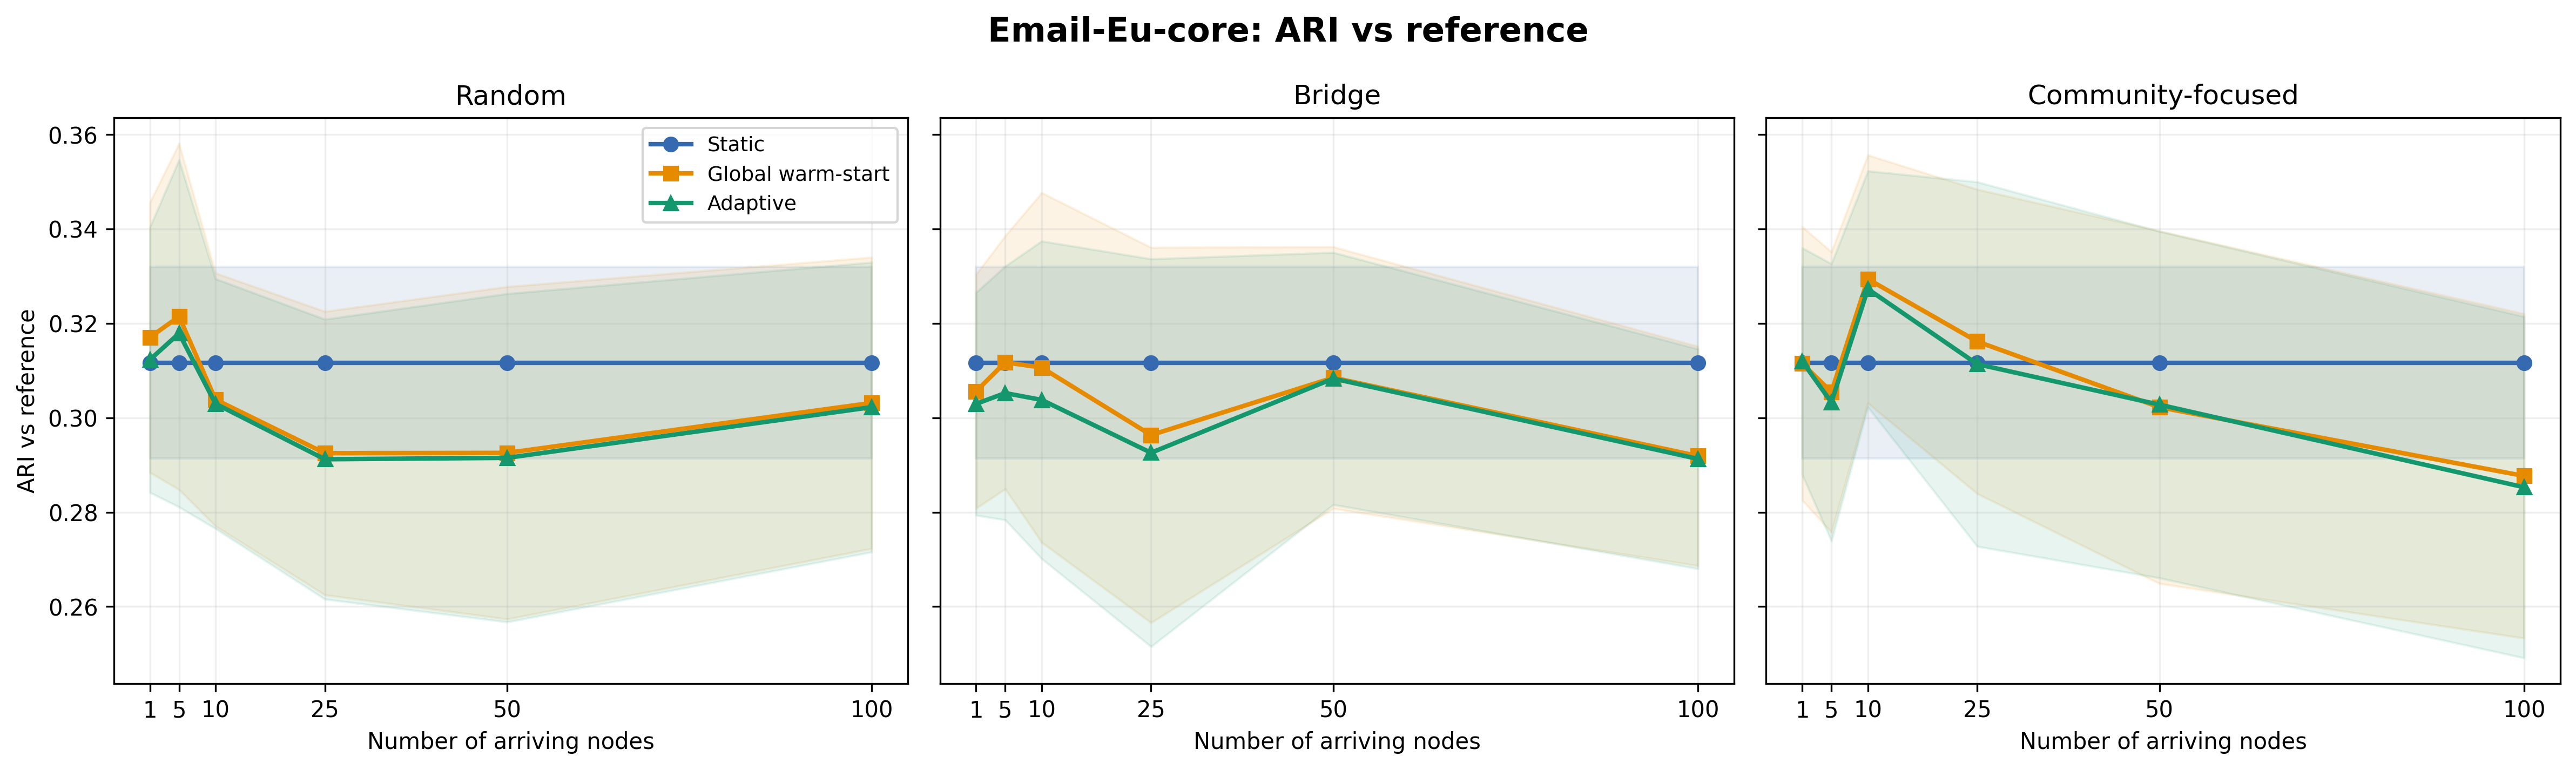 Email-Eu-core: ARI vs reference
Random
Bridge
Community-focused
ARI vs reference
0.36
0.34
0.32
0.30
0.28
0.26
Static
Global warm-start
Adaptive
1 5 10 25 50 100
1 5 10 25 50 100
1 5 10 25 50 100
Number of arriving nodes
Number of arriving nodes
Number of arriving nodes